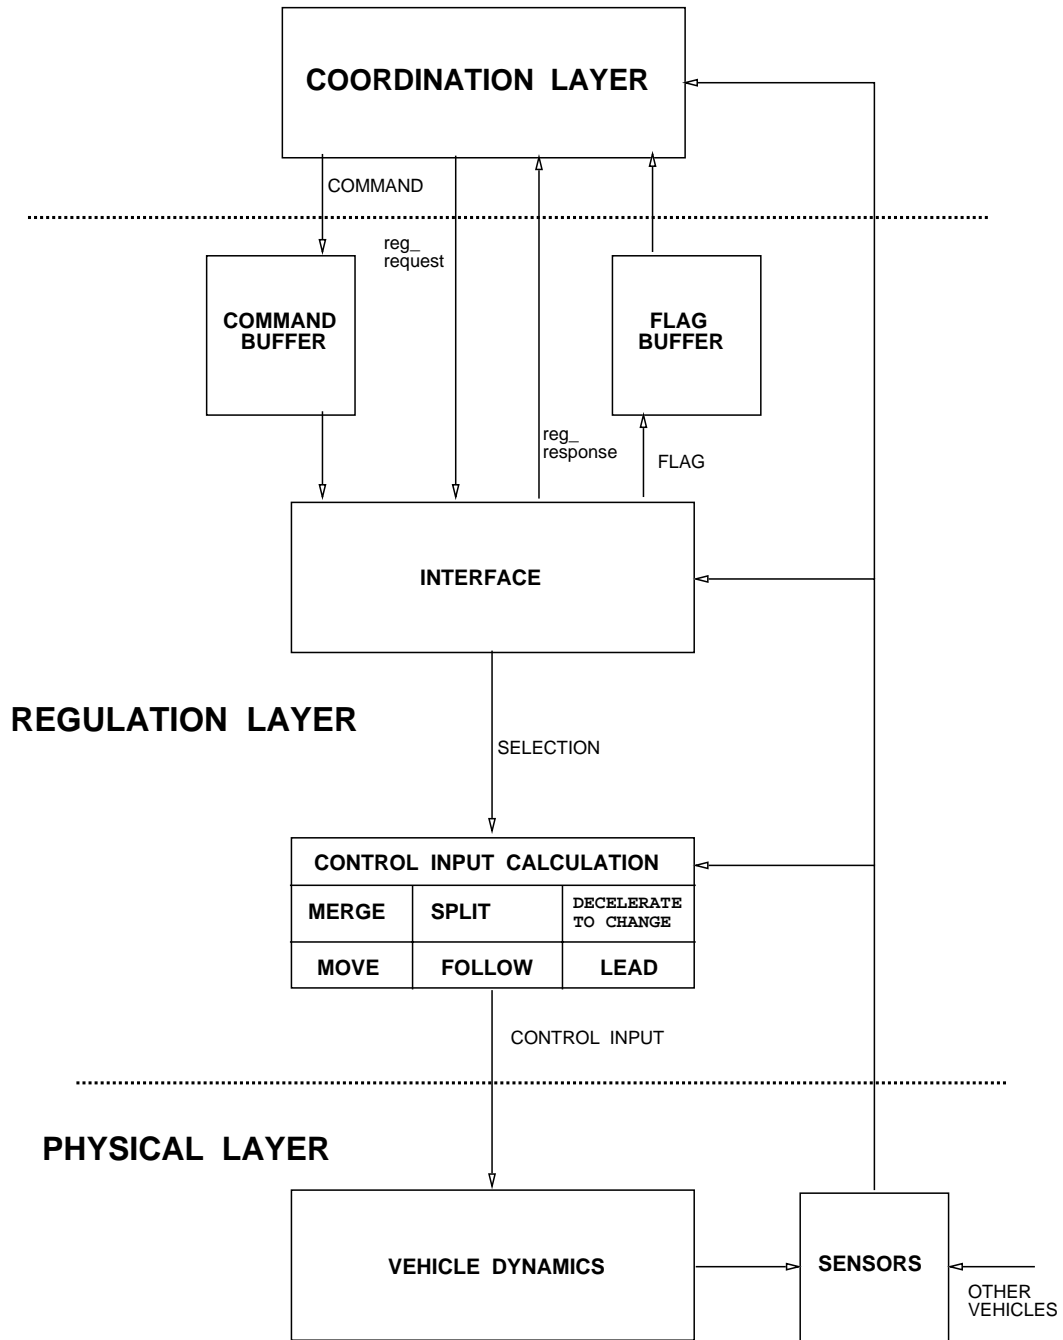 COORDINATION LAYER
COMMAND
reg_
request
COMMAND
BUFFER
FLAG
BUFFER
reg_
response
FLAG
INTERFACE
REGULATION LAYER
SELECTION
CONTROL INPUT CALCULATION
MERGE
SPLIT
DECELERATE
TO CHANGE
MOVE
FOLLOW
LEAD
CONTROL INPUT
PHYSICAL LAYER
VEHICLE DYNAMICS
SENSORS
OTHER
VEHICLES